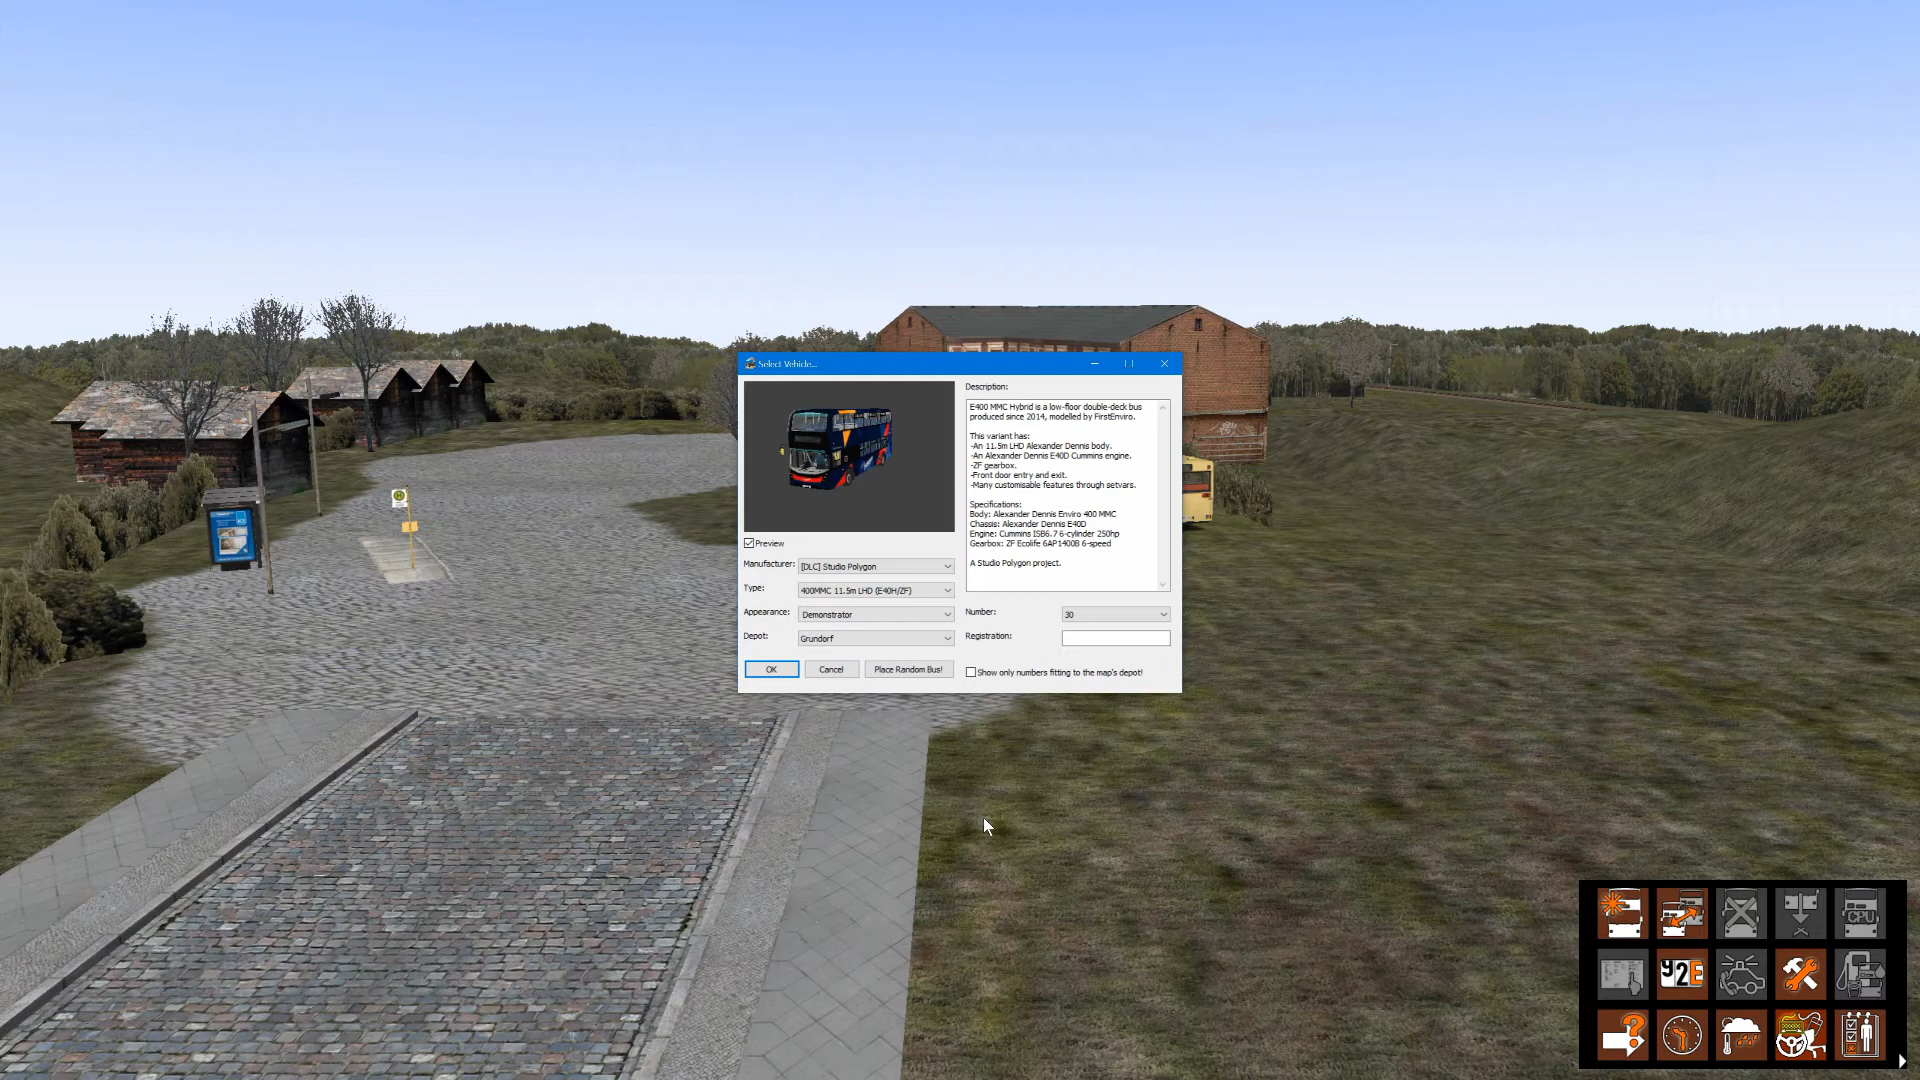 Select Vehicle...
Description:
E400 MMC Hybrid is a low-floor double-deck bus
produced since 2014, modelled by FirstEnviro.
This variant has:
-An 11.5m LHD Alexander Dennis body.
-An Alexander Dennis E40D Cummins engine.
-ZF gearbox.
-Front door entry and exit.
-Many customisable features through setvars.
Specifications:
Body: Alexander Dennis Enviro 400 MMC
Chassis: Alexander Dennis E40D
Engine: Cummins ISB6.7 6-cylinder 250hp
Gearbox: ZF Ecolife 6AP1400B 6-speed
A Studio Polygon project.
Preview
Manufacturer: [DLC] Studio Polygon
Type: 400MMC 11.5m LHD (E40H/ZF)
Appearance: Demonstrator
Depot: Grundorf
Number: 30
Registration:
OK
Cancel
Place Random Bus!
Show only numbers fitting to the map's depot!
H
CPU
92E
?